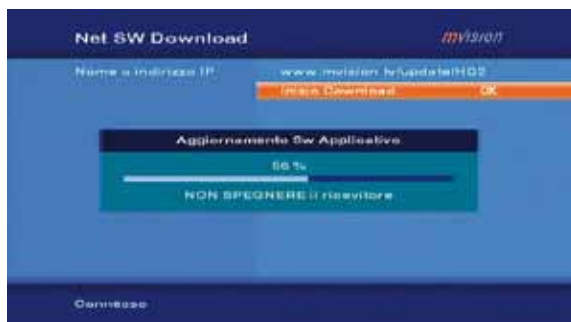 Net SW Download
mvision
Nome o indirizzo IP
www.mvision.tv/update/HD2
Inizio Download OK
Aggiornamento Sw Applicativo
56 %
NON SPEGNERE il ricevitore
Connesso